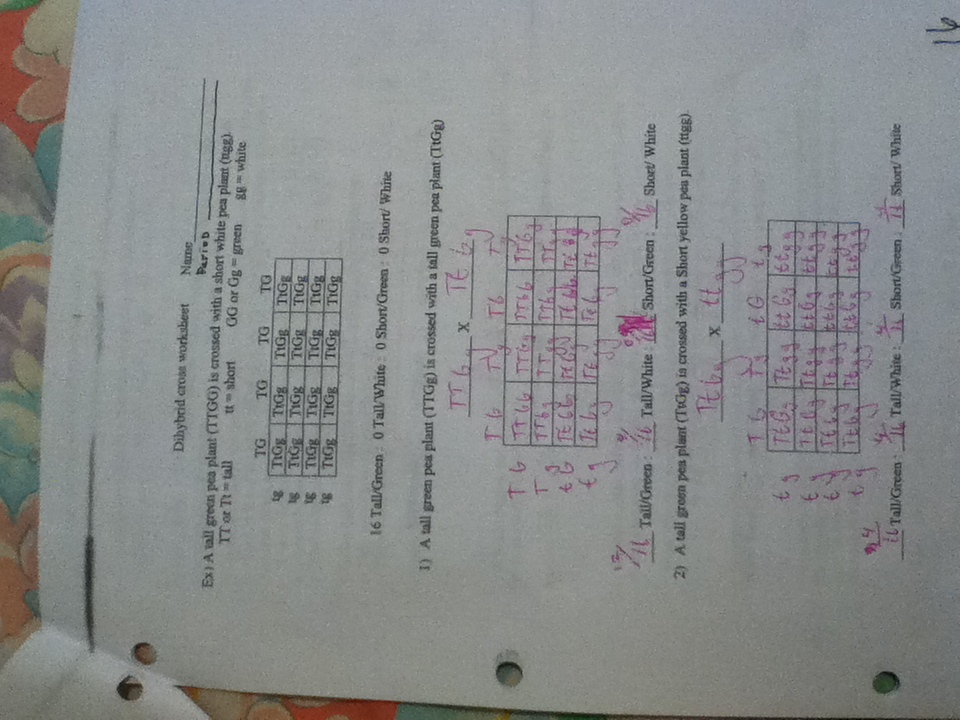 Dihybrid cross worksheet Name
Period
Ex) A tall green pea plant (TTGG) is crossed with a short white pea plant (ttgg)
TT or Tt = tall tt = short GG or Gg = green gg = white
TG TG TG TG
tg TtGg TtGg TtGg TtGg
tg TtGg TtGg TtGg TtGg
tg TtGg TtGg TtGg TtGg
tg TtGg TtGg TtGg TtGg
16 Tall/Green : 0 Tall/White : 0 Short/Green : 0 Short/ White
1) A tall green pea plant (TTGg) is crossed with a tall green pea plant (TtGg)
TTGg x TtGg
TG Tg TG Tg
TG TTGG TTGg TTGG TTGg
Tg TTGg TTgg TTGg TTgg
tG TtGG TtGg TtGG TtGg
tg TtGg Ttgg TtGg Ttgg
12/16 Tall/Green : 4/16 Tall/White : Short/Green : 0/16 Short/ White
2) A tall green pea plant (TtGg) is crossed with a Short yellow pea plant (ttgg).
TtGg x ttgg
TG Tg tG tg
tg TtGg Ttgg ttGg ttgg
tg TtGg Ttgg ttGg ttgg
tg TtGg Ttgg ttGg ttgg
tg TtGg Ttgg ttGg ttgg
4/16 Tall/Green : 4/16 Tall/White : 4/16 Short/Green : 4/16 Short/ White
16